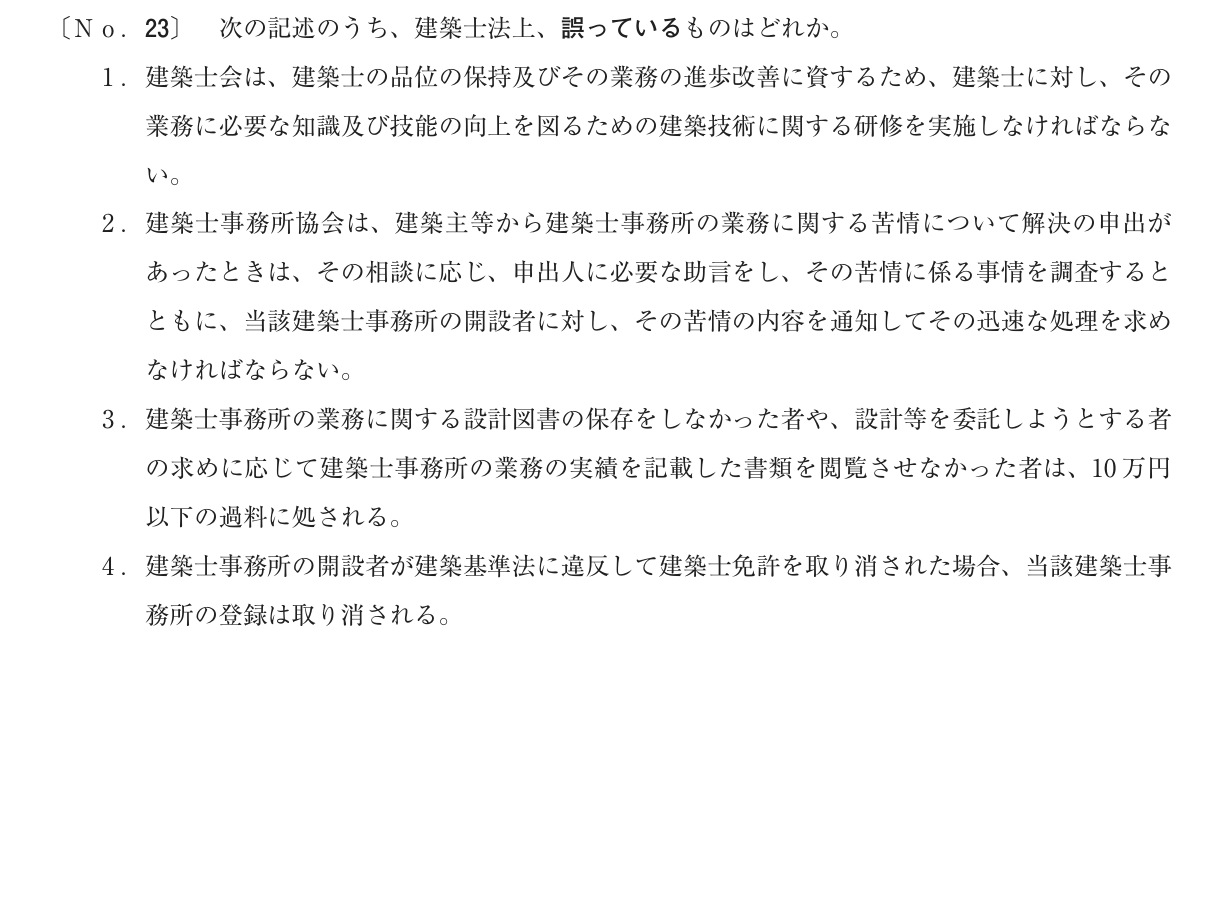 〔Ｎｏ．23〕　次の記述のうち、建築士法上、誤っているものはどれか。
１．建築士会は、建築士の品位の保持及びその業務の進歩改善に資するため、建築士に対し、その
業務に必要な知識及び技能の向上を図るための建築技術に関する研修を実施しなければならな
い。
２．建築士事務所協会は、建築主等から建築士事務所の業務に関する苦情について解決の申出が
あったときは、その相談に応じ、申出人に必要な助言をし、その苦情に係る事情を調査すると
ともに、当該建築士事務所の開設者に対し、その苦情の内容を通知してその迅速な処理を求め
なければならない。
３．建築士事務所の業務に関する設計図書の保存をしなかった者や、設計等を委託しようとする者
の求めに応じて建築士事務所の業務の実績を記載した書類を閲覧させなかった者は、10 万円
以下の過料に処される。
４．建築士事務所の開設者が建築基準法に違反して建築士免許を取り消された場合、当該建築士事
務所の登録は取り消される。